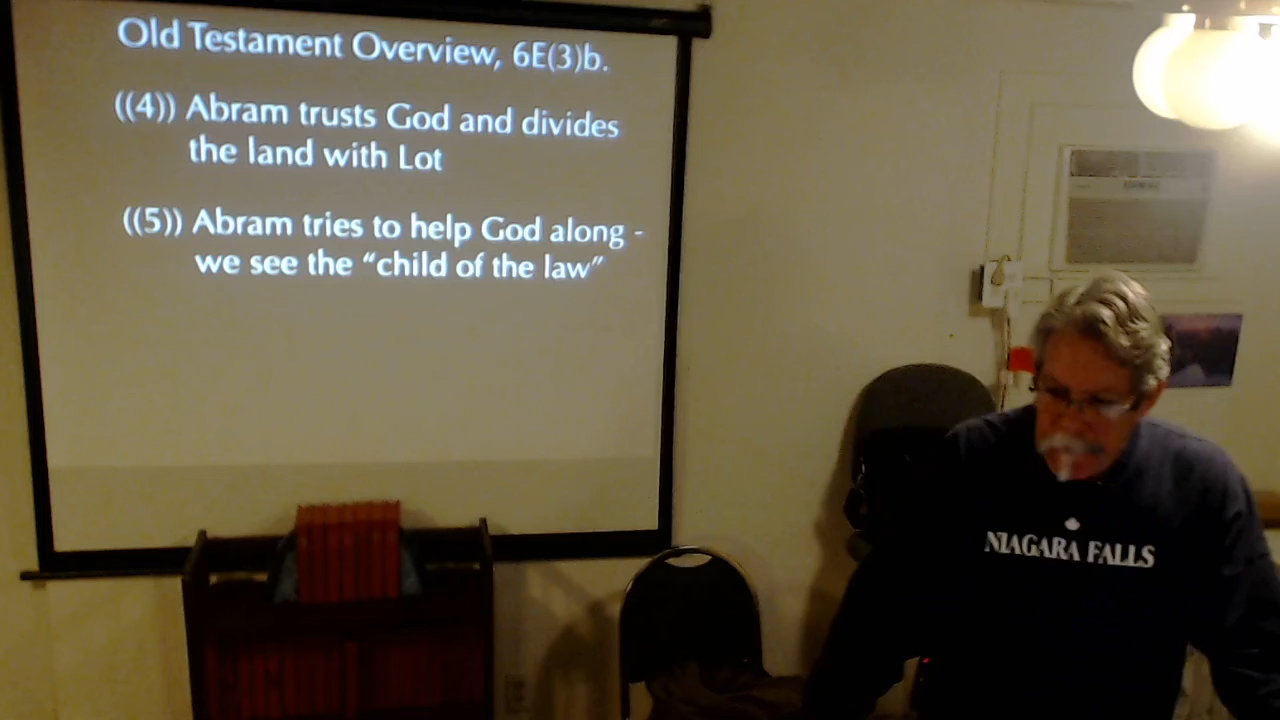 Old Testament Overview, 6E(3)b.
((4)) Abram trusts God and divides
the land with Lot
((5)) Abram tries to help God along -
we see the “child of the law”
NIAGARA FALLS